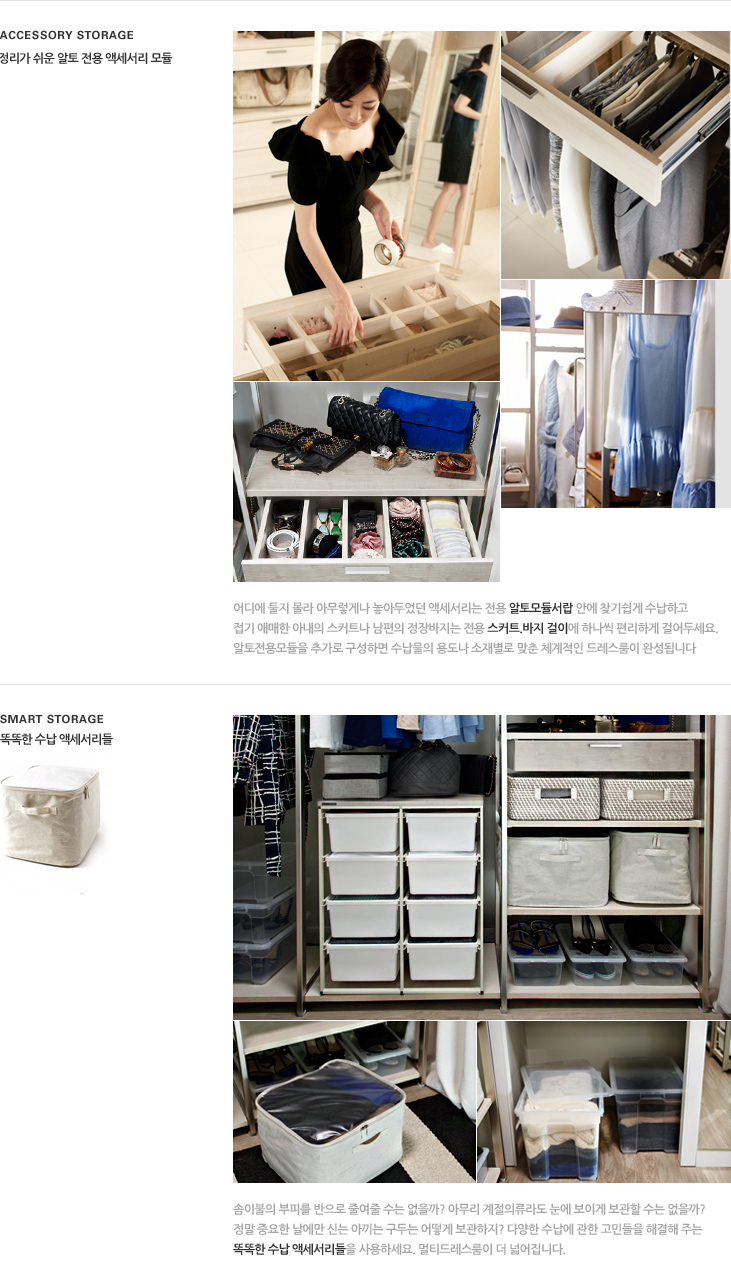 ACCESSORY STORAGE
정리가 쉬운 알토 전용 액세서리 모듈
어디에 둘지 몰라 아무렇게나 놓아두었던 액세서리는 전용 알토모듈서랍 안에 찾기쉽게 수납하고
접기 애매한 아내의 스커트나 남편의 정장바지는 전용 스커트.바지 걸이에 하나씩 편리하게 걸어두세요.
알토전용모듈을 추가로 구성하면 수납물의 용도나 소재별로 맞춘 체계적인 드레스룸이 완성됩니다
SMART STORAGE
똑똑한 수납 액세서리들
솜이불의 부피를 반으로 줄여줄 수는 없을까? 아무리 계절의류라도 눈에 보이게 보관할 수는 없을까?
정말 중요한 날에만 신는 아끼는 구두는 어떻게 보관하지? 다양한 수납에 관한 고민들을 해결해 주는
똑똑한 수납 액세서리들을 사용하세요. 멀티드레스룸이 더 넓어집니다.